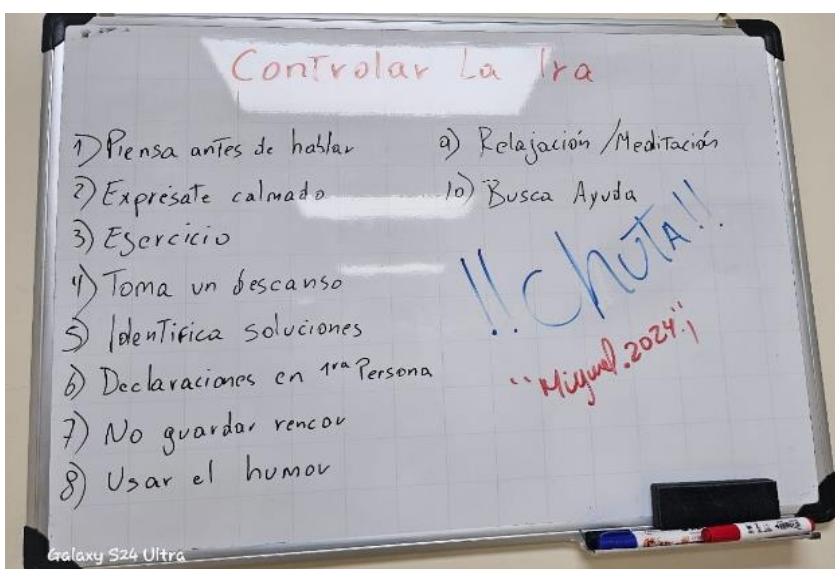 Controlar La Ira
1) Piensa antes de hablar
2) Expresate calmado
3) Esercicio
4) Toma un descanso
5) Identifica soluciones
6) Declaraciones en 1ra Persona
7) No guardar rencor
8) Usar el humor
9) Relajación/Meditación
10) Busca Ayuda
!!ChUTA!!
"Miguel.2024"
Galaxy S24 Ultra